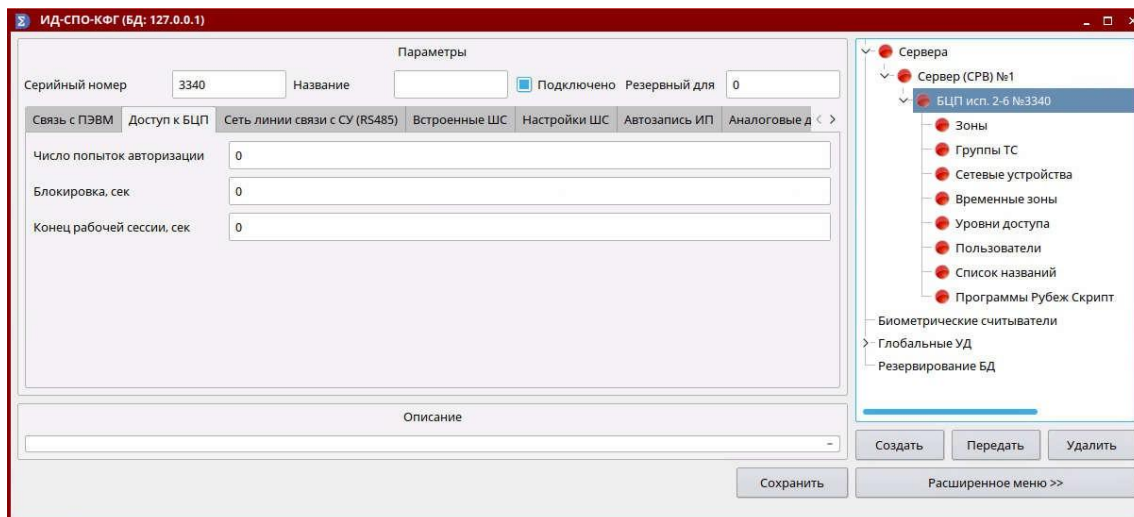 ИД-СПО-КФГ (БД: 127.0.0.1)
Параметры
Серийный номер 3340 Название Подключено Резервный для 0
Связь с ПЭВМ Доступ к БЦП Сеть линии связи с СУ (RS485) Встроенные ШС Настройки ШС Автозапись ИП Аналоговые д
Число попыток авторизации 0
Блокировка, сек 0
Конец рабочей сессии, сек 0
Описание
Сохранить
Сервера
Сервер (СРВ) №1
БЦП исп. 2-6 №3340
Зоны
Группы ТС
Сетевые устройства
Временные зоны
Уровни доступа
Пользователи
Список названий
Программы Рубеж Скрипт
Биометрические считыватели
Глобальные УД
Резервирование БД
Создать Передать Удалить
Расширенное меню >>